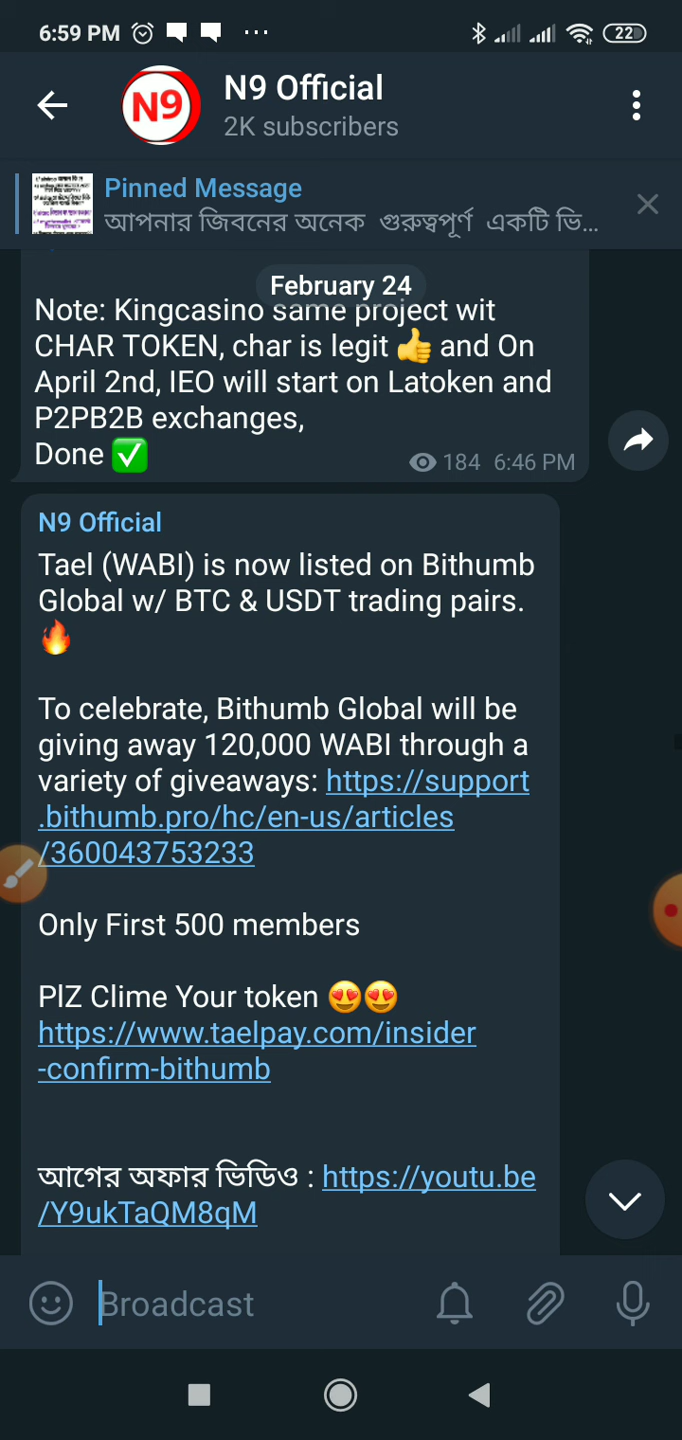 6:59 PM
22
N9
N9 Official
2K subscribers
Pinned Message
আপনার জিবনের অনেক গুরুত্বপূর্ণ একটি ভি...
February 24
Note: Kingcasino same project wit
CHAR TOKEN, char is legit 👍 and On
April 2nd, IEO will start on Latoken and
P2PB2B exchanges,
Done ✅
184 6:46 PM
N9 Official
Tael (WABI) is now listed on Bithumb
Global w/ BTC & USDT trading pairs.
🔥
To celebrate, Bithumb Global will be
giving away 120,000 WABI through a
variety of giveaways: https://support
.bithumb.pro/hc/en-us/articles
/360043753233
Only First 500 members
PlZ Clime Your token 😍😍
https://www.taelpay.com/insider
-confirm-bithumb
আগের অফার ভিডিও : https://youtu.be
/Y9ukTaQM8qM
Broadcast